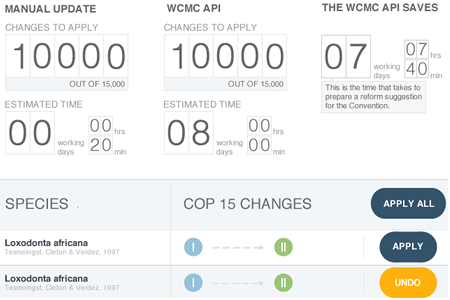 MANUAL UPDATE
CHANGES TO APPLY
10000
OUT OF 15,000
ESTIMATED TIME
00 working days 00 hrs 20 min
WCMC API
CHANGES TO APPLY
10000
OUT OF 15,000
ESTIMATED TIME
08 working days 00 hrs 00 min
THE WCMC API SAVES
07 working days 07 hrs 40 min
This is the time that takes to
prepare a reform suggestion
for the Convention.
SPECIES COP 15 CHANGES APPLY ALL
Loxodonta africana I II APPLY
Tesmoingst, Cleton & Verdez, 1997
Loxodonta africana I II UNDO
Tesmoingst, Cleton & Verdez, 1997